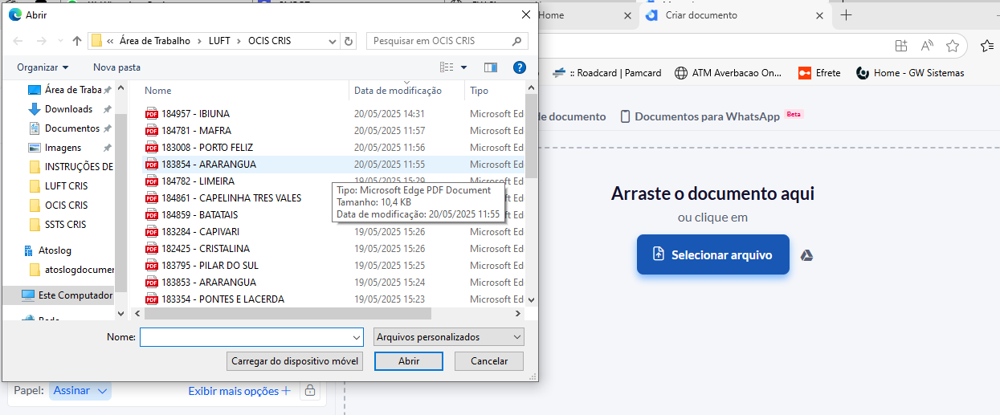 Abrir
Home
Criar documento
Área de Trabalho
LUFT
OCIS CRIS
Pesquisar em OCIS CRIS
Organizar
Nova pasta
:: Roadcard | Pamcard
ATM Averbacao On...
Efrete
Home - GW Sistemas
Nome
Data de modificação
Tipo
Área de Traba
Downloads
Documentos
Imagens
INSTRUÇÕES DE
LUFT CRIS
OCIS CRIS
SSTS CRIS
Atoslog
atoslogdocumen
Este Computador
184957 - IBIUNA 20/05/2025 14:31 Microsoft Ed
184781 - MAFRA 20/05/2025 11:57 Microsoft Ed
183008 - PORTO FELIZ 20/05/2025 11:56 Microsoft Ed
183854 - ARARANGUA 20/05/2025 11:55 Microsoft Ed
184782 - LIMEIRA 19/05/2025 15:29 Microsoft Ed
184861 - CAPELINHA TRES VALES
184859 - BATATAIS
183284 - CAPIVARI 19/05/2025 15:26 Microsoft Ed
182425 - CRISTALINA 19/05/2025 15:26 Microsoft Ed
183795 - PILAR DO SUL 19/05/2025 15:25 Microsoft Ed
183853 - ARARANGUA 19/05/2025 15:24 Microsoft Ed
183354 - PONTES E LACERDA 19/05/2025 15:23 Microsoft Ed
Tipo: Microsoft Edge PDF Document
Tamanho: 10,4 KB
Data de modificação: 20/05/2025 11:55
Nome:
Arquivos personalizados
Carregar do dispositivo móvel
Abrir
Cancelar
de documento
Documentos para WhatsApp Beta
Arraste o documento aqui
ou clique em
Selecionar arquivo
Papel: Assinar
Exibir mais opções +